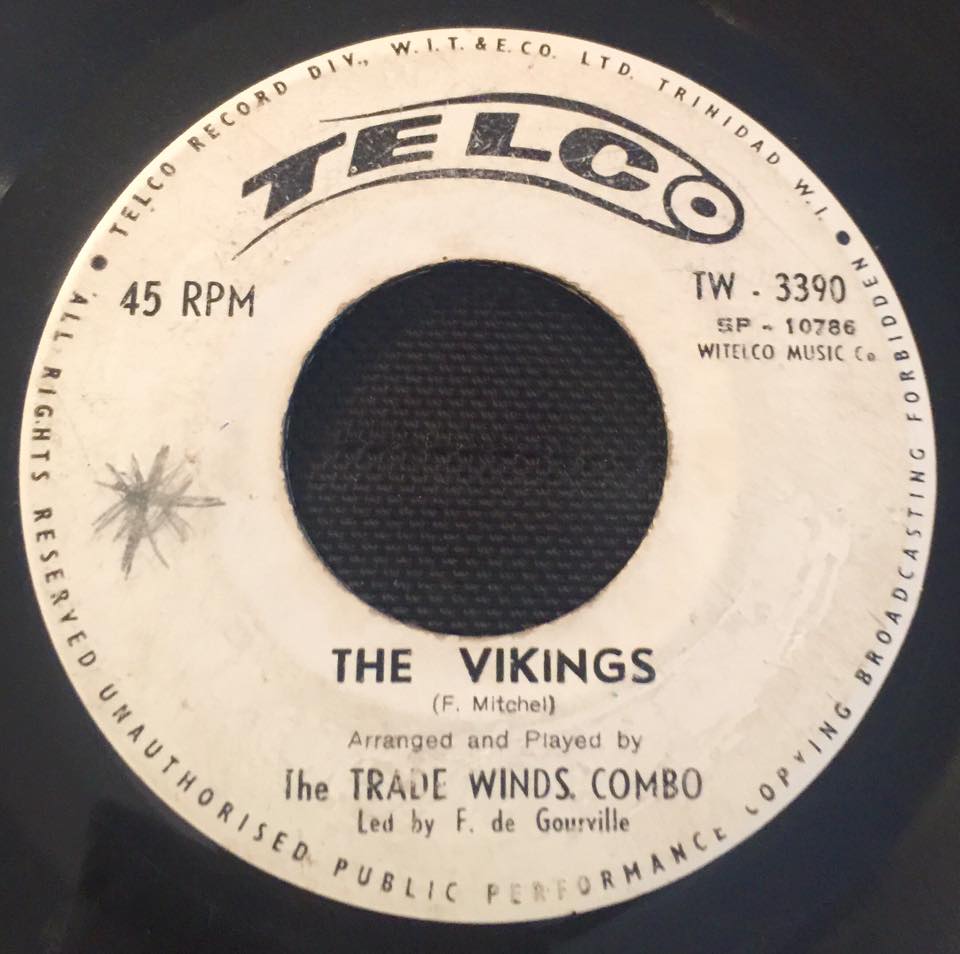 TELCO RECORD DIV., W.I.T. & E. CO. LTD. TRINIDAD W.I.
TELCO
45 RPM
TW - 3390
SP - 10786
WITELCO MUSIC Co.
THE VIKINGS
(F. Mitchel)
Arranged and Played by
The TRADE WINDS. COMBO
Led by F. de Gourville
ALL RIGHTS RESERVED UNAUTHORISED PUBLIC PERFORMANCE COPYING BROADCASTING FORBIDDEN